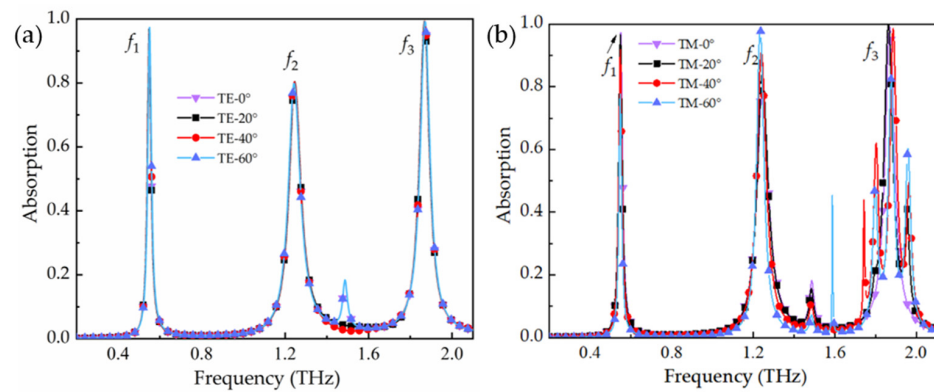 (a)
1.0
0.8
0.6
0.4
0.2
0.0
Absorption
f1
f2
f3
TE-0°
TE-20°
TE-40°
TE-60°
0.4 0.8 1.2 1.6 2.0
Frequency (THz)
(b)
1.0
0.8
0.6
0.4
0.2
0.0
Absorption
f1
f2
f3
TM-0°
TM-20°
TM-40°
TM-60°
0.4 0.8 1.2 1.6 2.0
Frequency (THz)